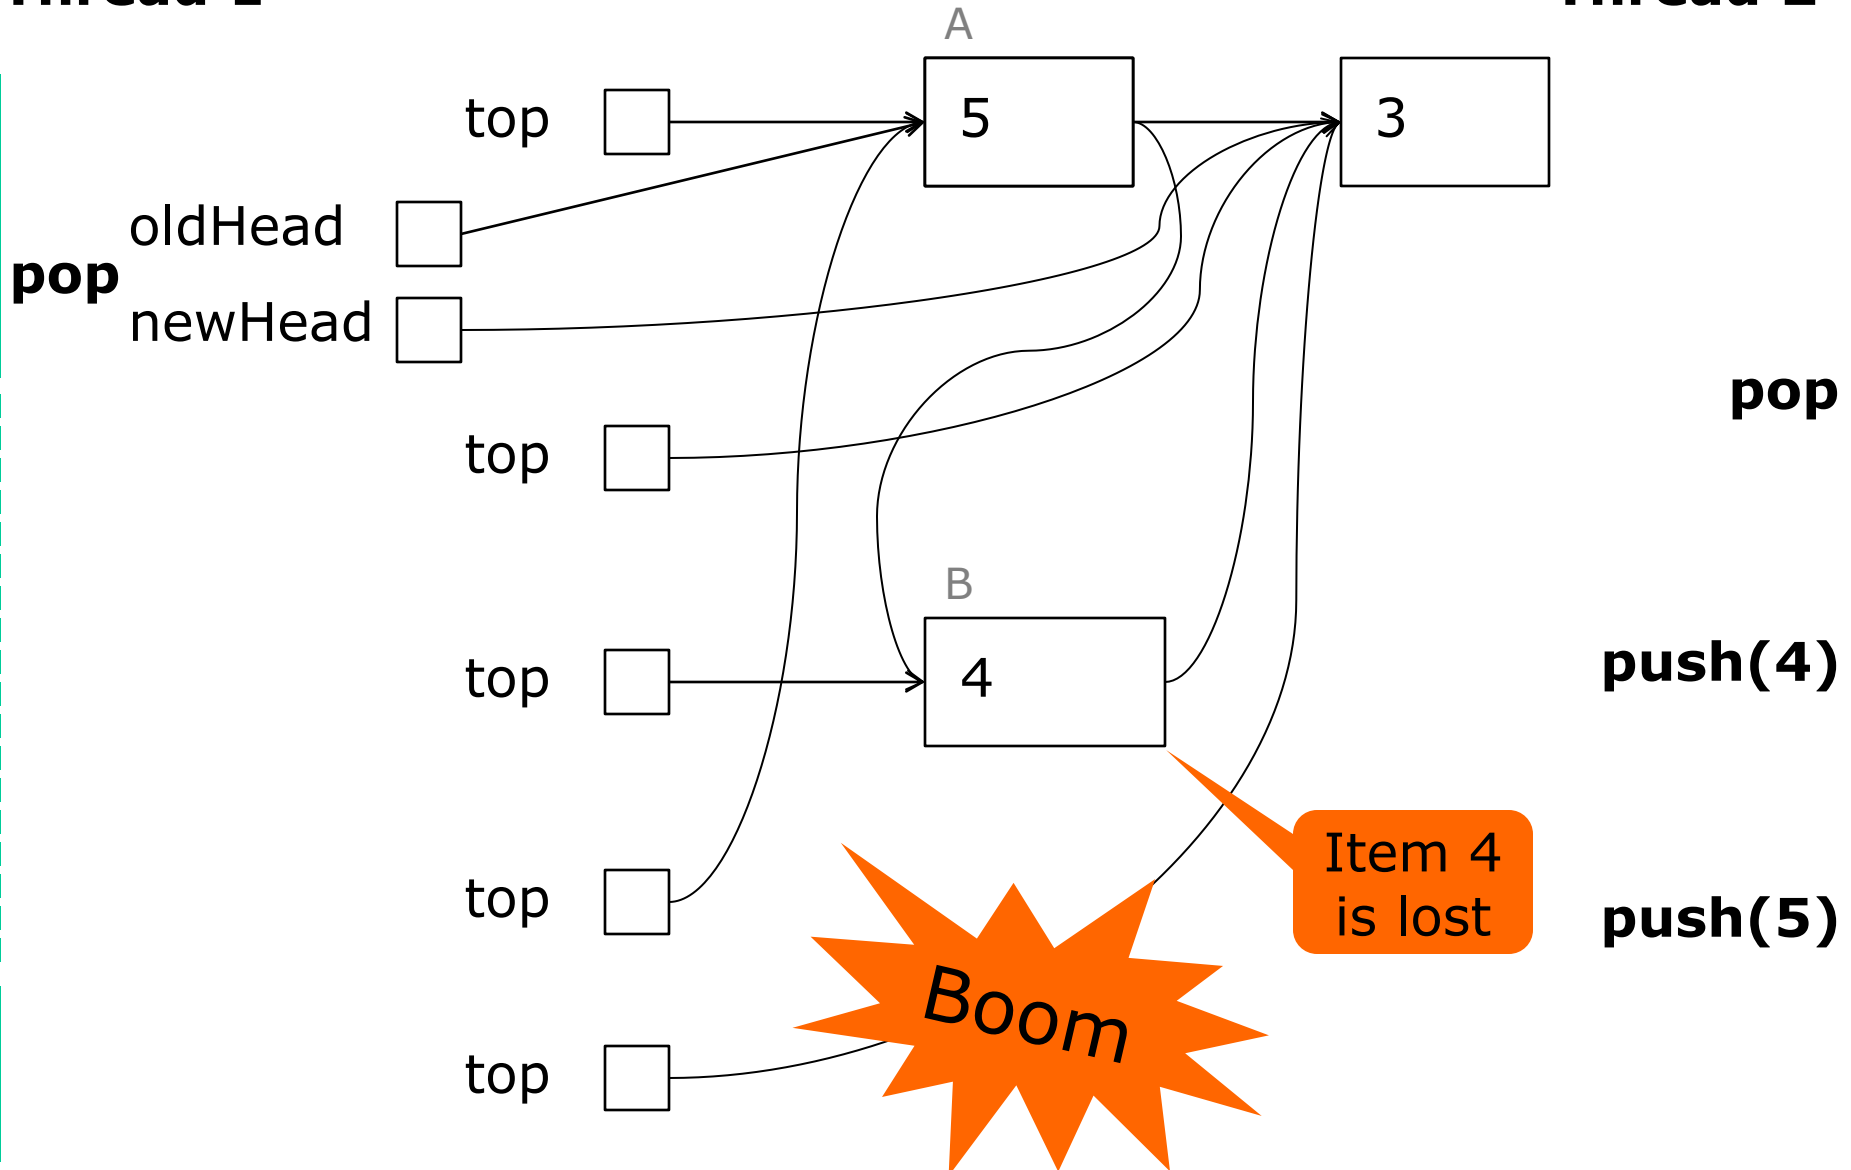 A
top
5
3
oldHead
pop
newHead
pop
top
B
top
4
push(4)
Item 4
is lost
top
push(5)
Boom
top